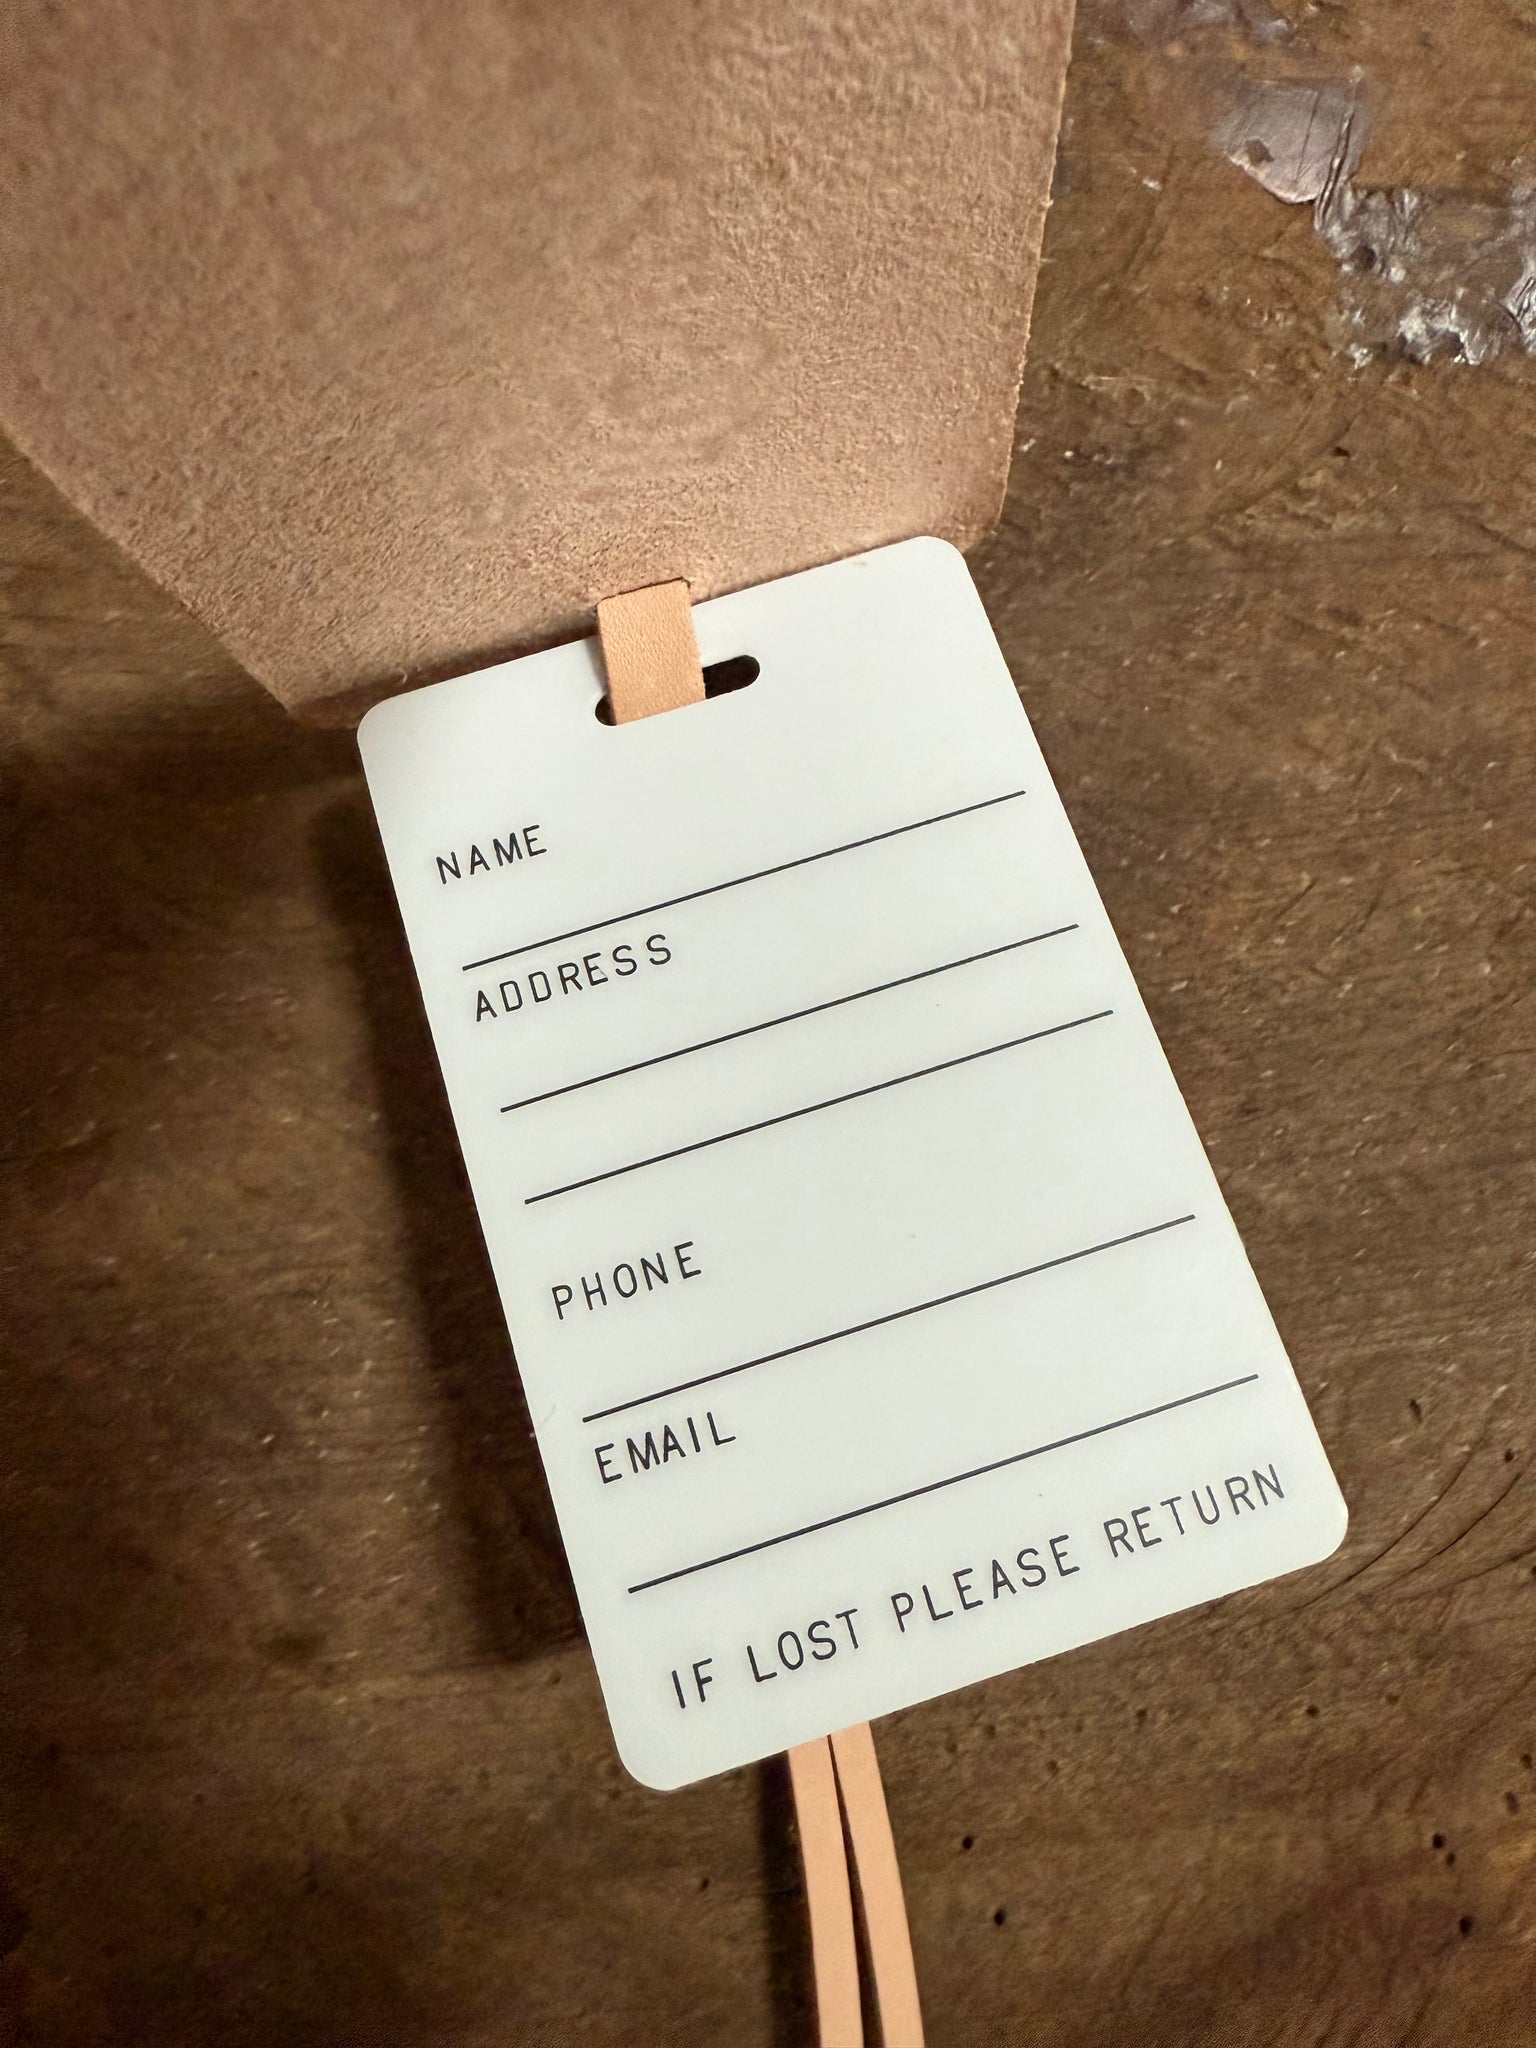 NAME
ADDRESS
PHONE
EMAIL
IF LOST PLEASE RETURN